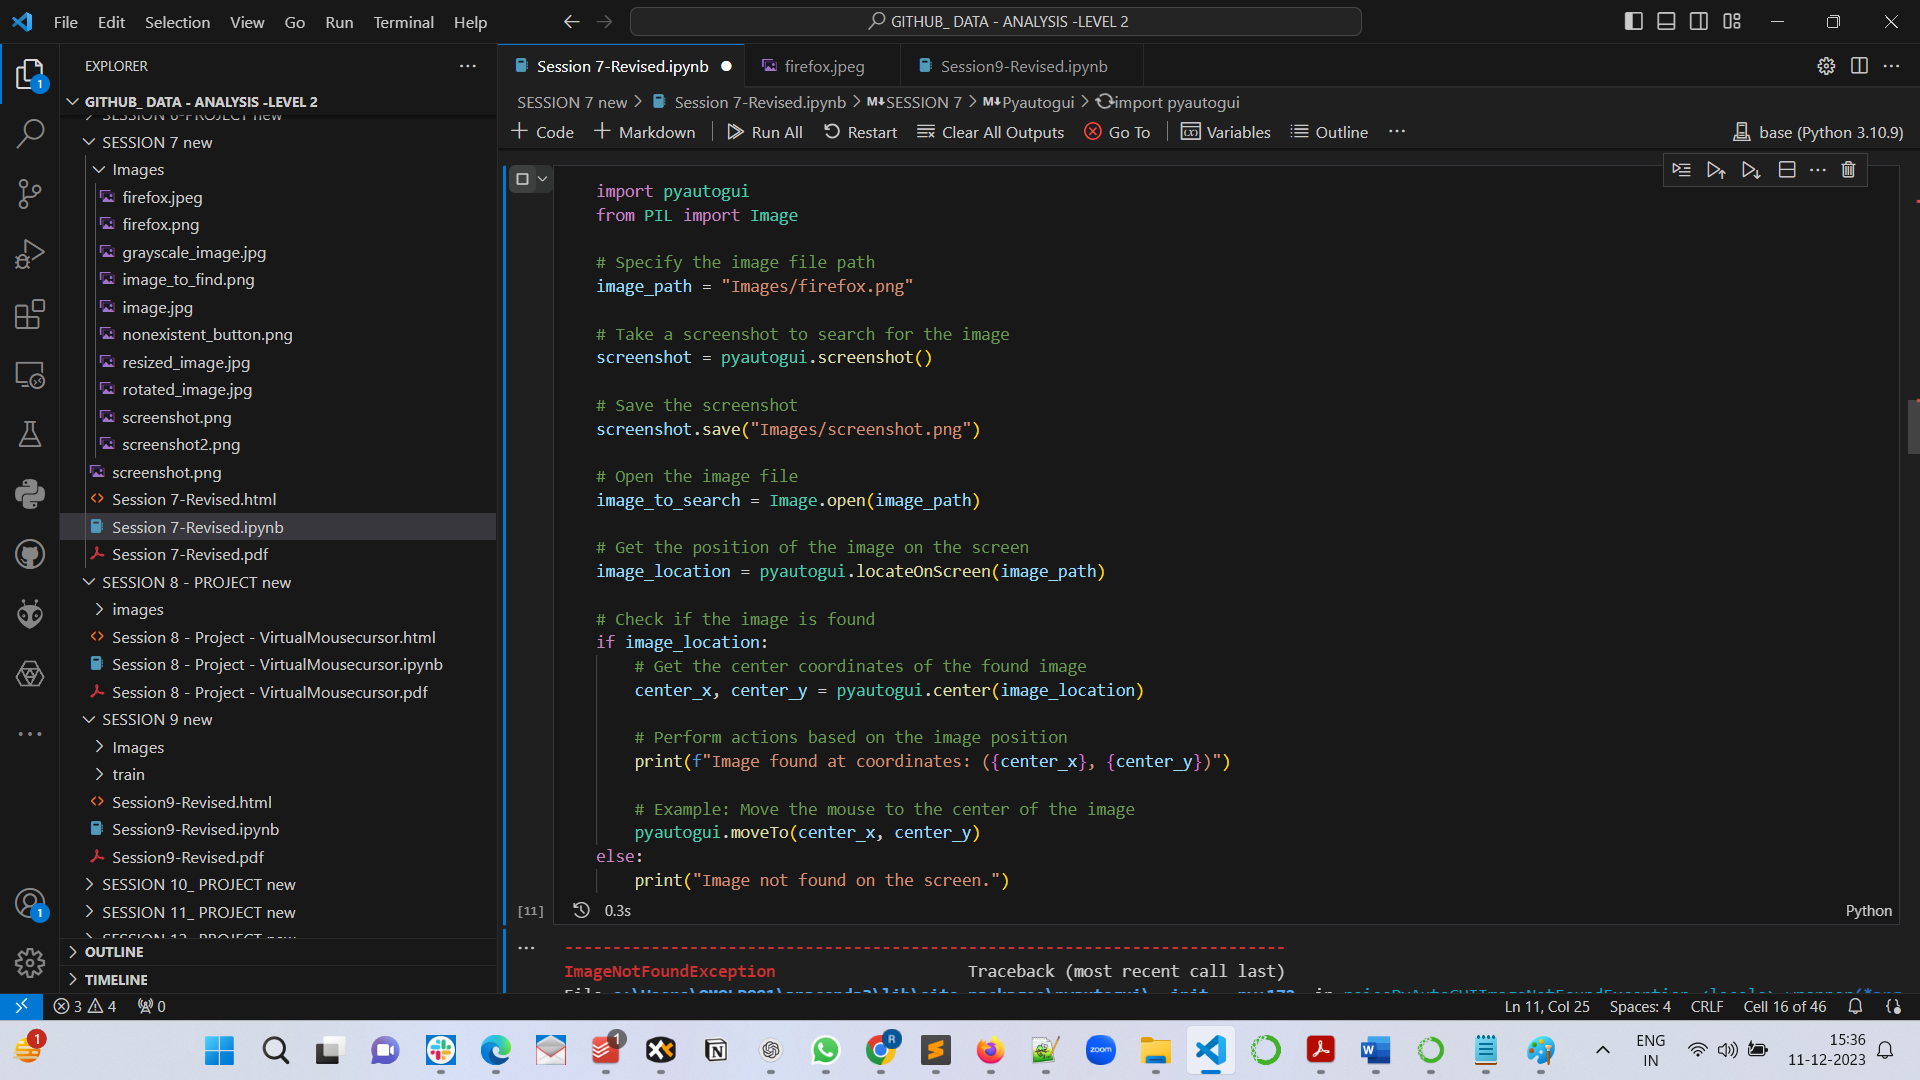 File Edit Selection View Go Run Terminal Help
GITHUB_ DATA - ANALYSIS -LEVEL 2
EXPLORER
GITHUB_ DATA - ANALYSIS -LEVEL 2
SESSION 6-PROJECT new
SESSION 7 new
Images
firefox.jpeg
firefox.png
grayscale_image.jpg
image_to_find.png
image.jpg
nonexistent_button.png
resized_image.jpg
rotated_image.jpg
screenshot.png
screenshot2.png
screenshot.png
Session 7-Revised.html
Session 7-Revised.ipynb
Session 7-Revised.pdf
SESSION 8 - PROJECT new
images
Session 8 - Project - VirtualMousecursor.html
Session 8 - Project - VirtualMousecursor.ipynb
Session 8 - Project - VirtualMousecursor.pdf
SESSION 9 new
Images
train
Session9-Revised.html
Session9-Revised.ipynb
Session9-Revised.pdf
SESSION 10_ PROJECT new
SESSION 11_ PROJECT new
OUTLINE
TIMELINE
1
1
Session 7-Revised.ipynb
firefox.jpeg
Session9-Revised.ipynb
SESSION 7 new > Session 7-Revised.ipynb > M↓SESSION 7 > M↓Pyautogui > import pyautogui
+ Code + Markdown Run All Restart Clear All Outputs Go To Variables Outline ...
base (Python 3.10.9)
import pyautogui
from PIL import Image
# Specify the image file path
image_path = "Images/firefox.png"
# Take a screenshot to search for the image
screenshot = pyautogui.screenshot()
# Save the screenshot
screenshot.save("Images/screenshot.png")
# Open the image file
image_to_search = Image.open(image_path)
# Get the position of the image on the screen
image_location = pyautogui.locateOnScreen(image_path)
# Check if the image is found
if image_location:
# Get the center coordinates of the found image
center_x, center_y = pyautogui.center(image_location)
# Perform actions based on the image position
print(f"Image found at coordinates: ({center_x}, {center_y})")
# Example: Move the mouse to the center of the image
pyautogui.moveTo(center_x, center_y)
else:
print("Image not found on the screen.")
[11] 0.3s
Python
---------------------------------------------------------------------------
ImageNotFoundException Traceback (most recent call last)
3 4 0
Ln 11, Col 25 Spaces: 4 CRLF Cell 16 of 46
1
1
R
zoom
ENG
IN
15:36
11-12-2023